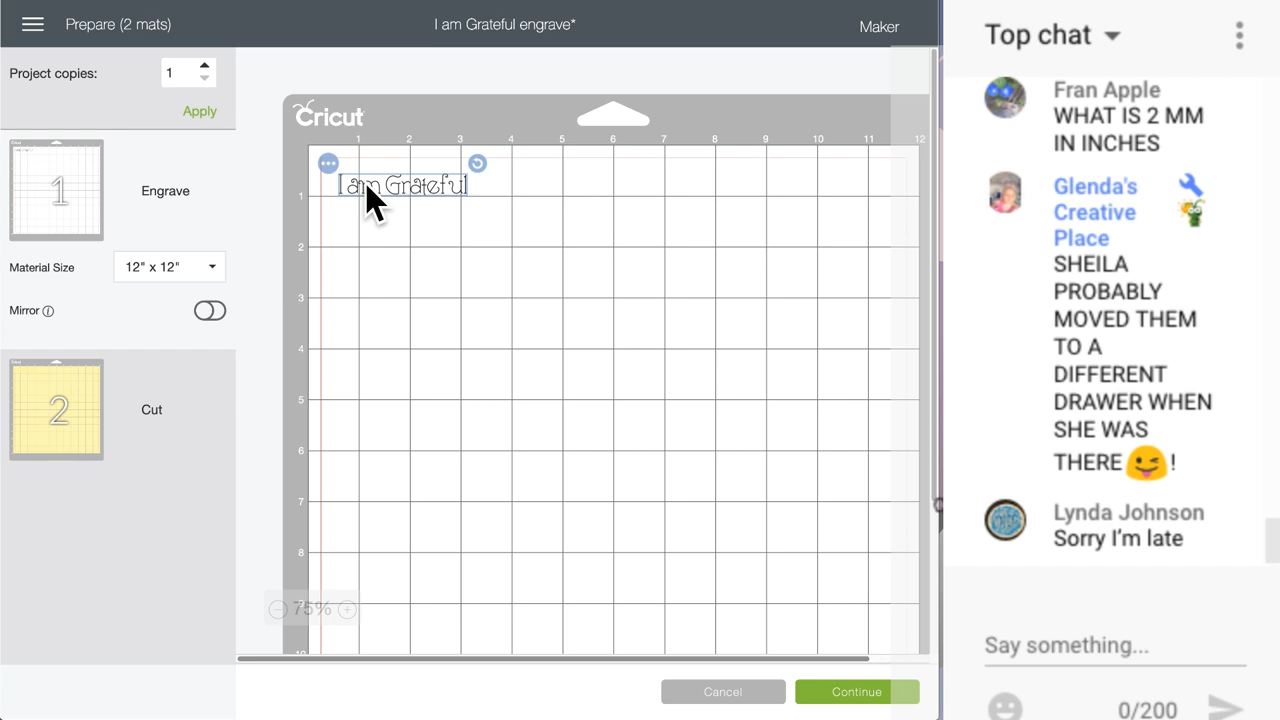 Prepare (2 mats)
I am Grateful engrave*
Maker
Project copies:
1
Apply
1
Engrave
Material Size
12" x 12"
Mirror
2
Cut
Cricut
1 2 3 4 5 6 7 8 9 10 11 12
I am Grateful
1
2
3
4
5
6
7
8
9
10
75%
Cancel
Continue
Top chat
Fran Apple
WHAT IS 2 MM
IN INCHES
Glenda's
Creative
Place
SHEILA
PROBABLY
MOVED THEM
TO A
DIFFERENT
DRAWER WHEN
SHE WAS
THERE😜!
Lynda Johnson
Sorry I'm late
Say something...
0/200